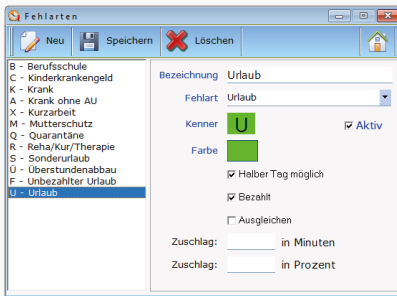 Fehlarten
Neu Speichern Löschen
B - Berufsschule
C - Kinderkrankengeld
K - Krank
A - Krank ohne AU
X - Kurzarbeit
M - Mutterschutz
Q - Quarantäne
R - Reha/Kur/Therapie
S - Sonderurlaub
Ü - Überstundenabbau
F - Unbezahlter Urlaub
U - Urlaub
Bezeichnung Urlaub
Fehlart Urlaub
Kenner U Aktiv
Farbe
Halber Tag möglich
Bezahlt
Ausgleichen
Zuschlag: in Minuten
Zuschlag: in Prozent